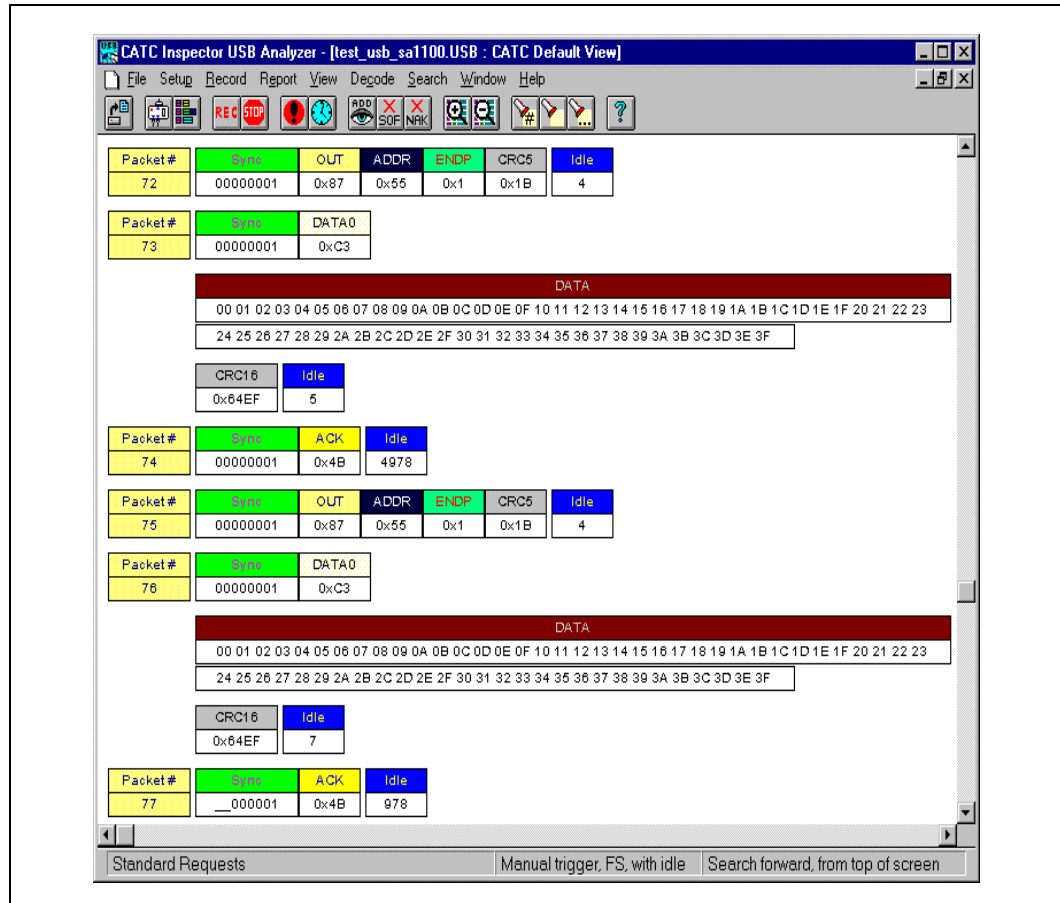 CATC Inspector USB Analyzer - [test_usb_sa1100.USB : CATC Default View]
File Setup Record Report View Decode Search Window Help
REC STOP ADD SOF NAK # ... ?
Packet # Sync OUT ADDR ENDP CRC5 Idle
72 00000001 0x87 0x55 0x1 0x1B 4
Packet # Sync DATA0
73 00000001 0xC3
DATA
00 01 02 03 04 05 06 07 08 09 0A 0B 0C 0D 0E 0F 10 11 12 13 14 15 16 17 18 19 1A 1B 1C 1D 1E 1F 20 21 22 23
24 25 26 27 28 29 2A 2B 2C 2D 2E 2F 30 31 32 33 34 35 36 37 38 39 3A 3B 3C 3D 3E 3F
CRC16 Idle
0x64EF 5
Packet # Sync ACK Idle
74 00000001 0x4B 4978
Packet # Sync OUT ADDR ENDP CRC5 Idle
75 00000001 0x87 0x55 0x1 0x1B 4
Packet # Sync DATA0
76 00000001 0xC3
DATA
00 01 02 03 04 05 06 07 08 09 0A 0B 0C 0D 0E 0F 10 11 12 13 14 15 16 17 18 19 1A 1B 1C 1D 1E 1F 20 21 22 23
24 25 26 27 28 29 2A 2B 2C 2D 2E 2F 30 31 32 33 34 35 36 37 38 39 3A 3B 3C 3D 3E 3F
CRC16 Idle
0x64EF 7
Packet # Sync ACK Idle
77 __000001 0x4B 978
Standard Requests Manual trigger, FS, with idle Search forward, from top of screen